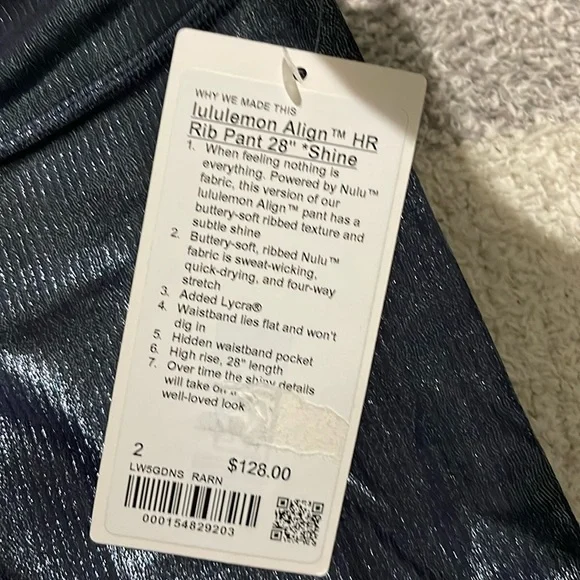 WHY WE MADE THIS
lululemon Align™ HR
Rib Pant 28" *Shine
1. When feeling nothing is
everything. Powered by Nulu™
fabric, this version of our
lululemon Align™ pant has a
buttery-soft ribbed texture and
subtle shine
2. Buttery-soft, ribbed Nulu™
fabric is sweat-wicking,
quick-drying, and four-way
stretch
3. Added Lycra®
4. Waistband lies flat and won't
dig in
5. Hidden waistband pocket
6. High rise, 28" length
7. Over time the shiny details
will take on
well-loved look
2
$128.00
LW5GDNS RARN
000154829203